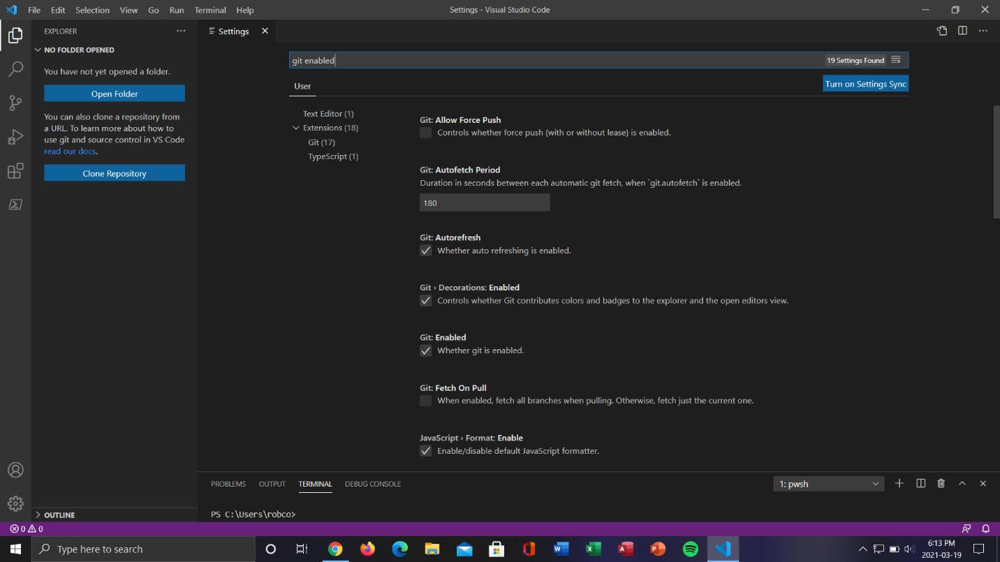 File Edit Selection View Go Run Terminal Help
Settings - Visual Studio Code
EXPLORER
NO FOLDER OPENED
You have not yet opened a folder.
Open Folder
You can also clone a repository from
a URL. To learn more about how to
use git and source control in VS Code
read our docs.
Clone Repository
OUTLINE
Settings
git enabled
19 Settings Found
User
Turn on Settings Sync
Text Editor (1)
Extensions (18)
Git (17)
TypeScript (1)
Git: Allow Force Push
Controls whether force push (with or without lease) is enabled.
Git: Autofetch Period
Duration in seconds between each automatic git fetch, when `git.autofetch` is enabled.
180
Git: Autorefresh
Whether auto refreshing is enabled.
Git › Decorations: Enabled
Controls whether Git contributes colors and badges to the explorer and the open editors view.
Git: Enabled
Whether git is enabled.
Git: Fetch On Pull
When enabled, fetch all branches when pulling. Otherwise, fetch just the current one.
JavaScript › Format: Enable
Enable/disable default JavaScript formatter.
PROBLEMS OUTPUT TERMINAL DEBUG CONSOLE
1: pwsh
PS C:\Users\robco>
0 0
Type here to search
6:13 PM
2021-03-19